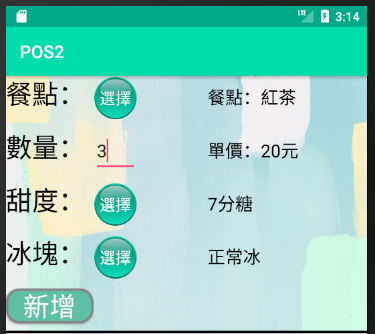 3:14
POS2
餐點： 選擇 餐點：紅茶
數量： 3 單價：20元
甜度： 選擇 7分糖
冰塊： 選擇 正常冰
新增